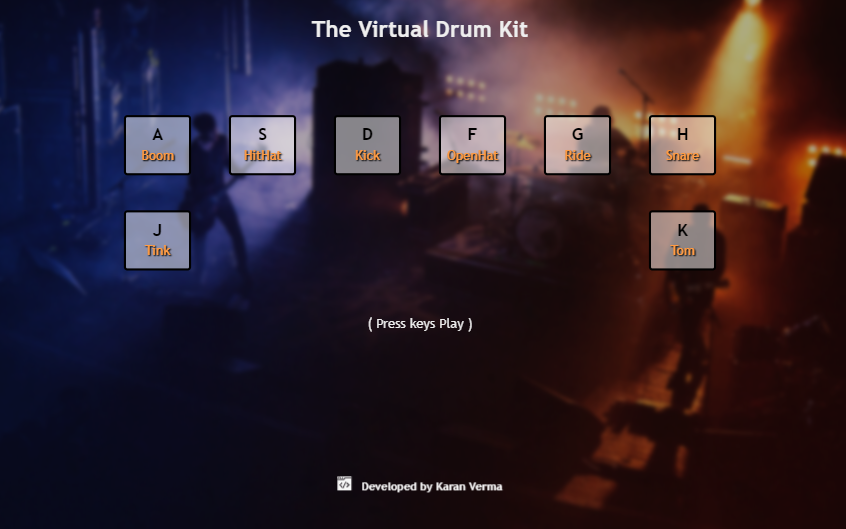 The Virtual Drum Kit
A
Boom
S
HitHat
D
Kick
F
OpenHat
G
Ride
H
Snare
J
Tink
K
Tom
( Press keys Play )
Developed by Karan Verma